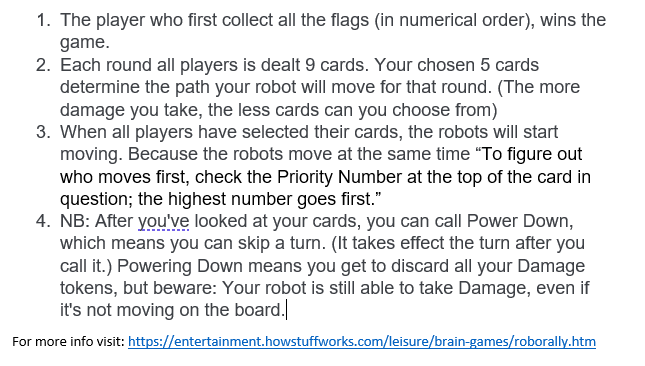 1. The player who first collect all the flags (in numerical order), wins the
game.
2. Each round all players is dealt 9 cards. Your chosen 5 cards
determine the path your robot will move for that round. (The more
damage you take, the less cards can you choose from)
3. When all players have selected their cards, the robots will start
moving. Because the robots move at the same time “To figure out
who moves first, check the Priority Number at the top of the card in
question; the highest number goes first.”
4. NB: After you've looked at your cards, you can call Power Down,
which means you can skip a turn. (It takes effect the turn after you
call it.) Powering Down means you get to discard all your Damage
tokens, but beware: Your robot is still able to take Damage, even if
it's not moving on the board.
For more info visit: https://entertainment.howstuffworks.com/leisure/brain-games/roborally.htm